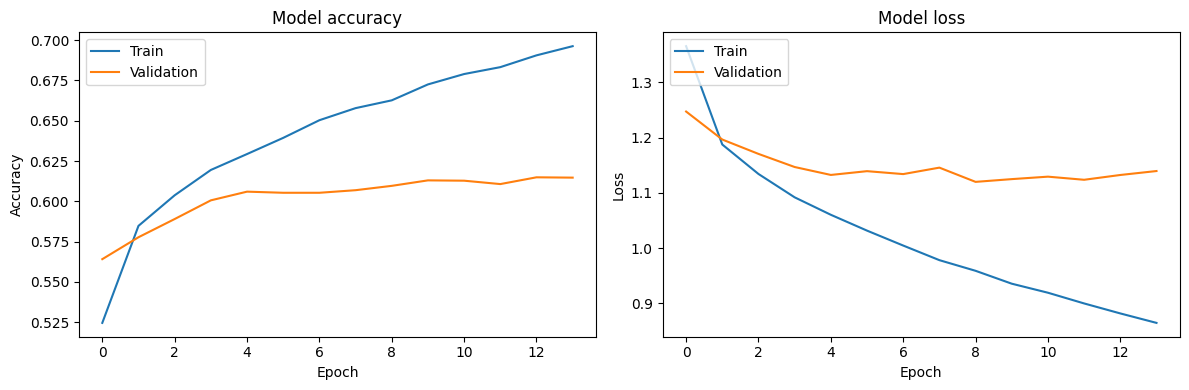 Model accuracy
Train
Validation
Accuracy
0.700
0.675
0.650
0.625
0.600
0.575
0.550
0.525
0 2 4 6 8 10 12
Epoch
Model loss
Train
Validation
Loss
1.3
1.2
1.1
1.0
0.9
0 2 4 6 8 10 12
Epoch